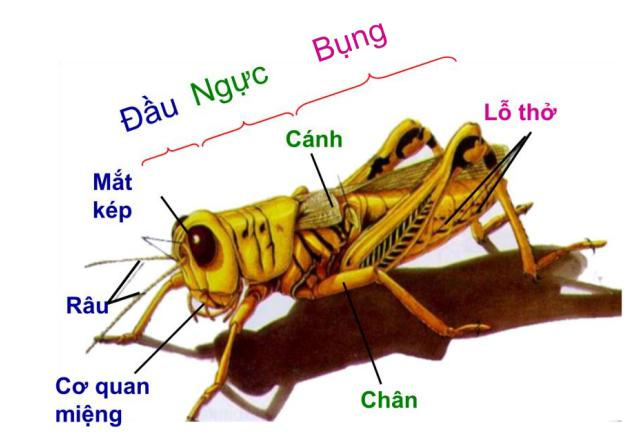 Đầu Ngực Bụng
Lỗ thở
Cánh
Mắt
kép
Râu
Cơ quan
miệng
Chân